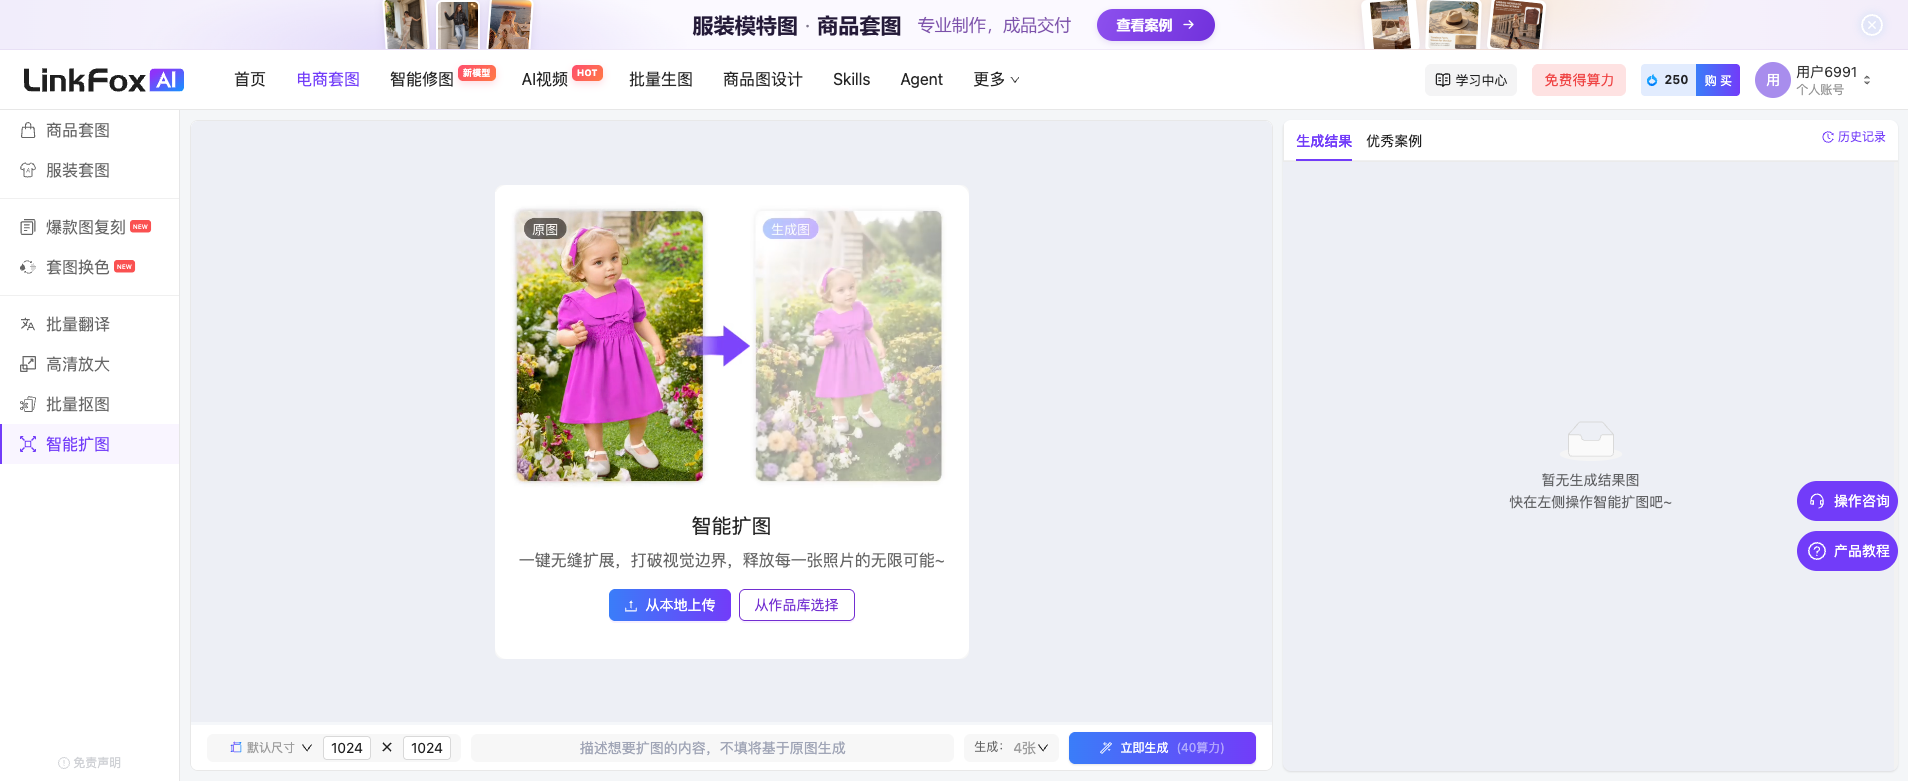 服装模特图 · 商品套图 专业制作，成品交付 查看案例
LinkFox AI
首页 电商套图 智能修图 新模型 AI视频 HOT 批量生图 商品图设计 Skills Agent 更多
学习中心 免费得算力 250 购买 用 用户6991
个人账号
商品套图
服装套图
爆款图复刻 NEW
套图换色 NEW
批量翻译
高清放大
批量抠图
智能扩图
免责声明
原图 生成图
智能扩图
一键无缝扩展，打破视觉边界，释放每一张照片的无限可能~
从本地上传 从作品库选择
默认尺寸 1024 × 1024 描述想要扩图的内容，不填将基于原图生成 生成： 4张 立即生成 (40算力)
生成结果 优秀案例 历史记录
暂无生成结果图
快在左侧操作智能扩图吧~
操作咨询
产品教程